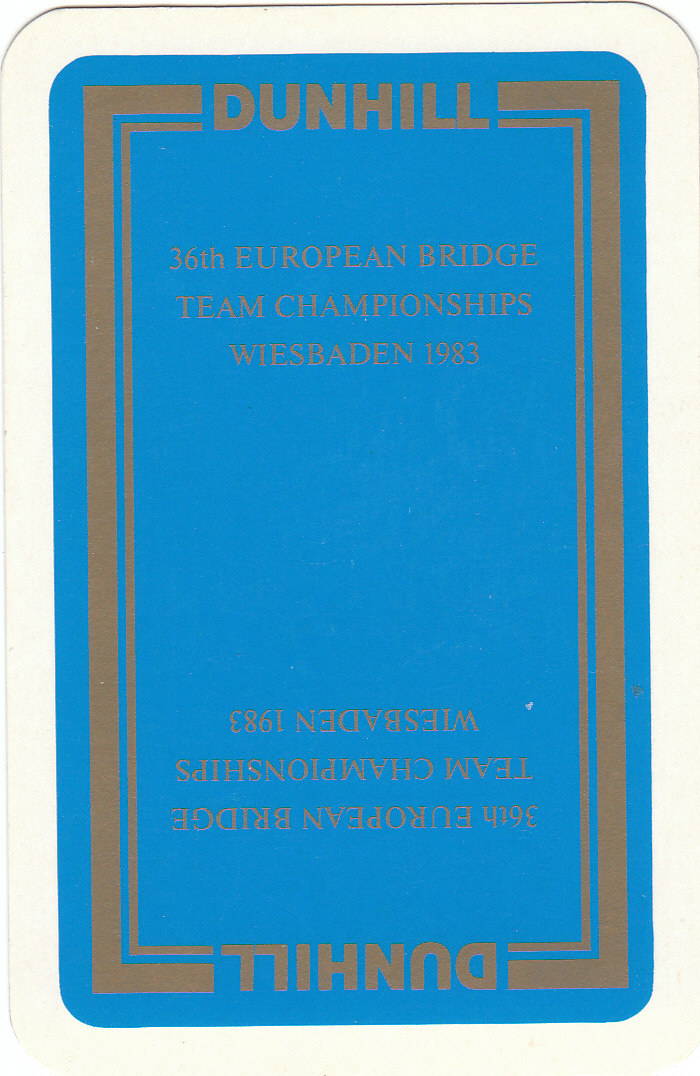 DUNHILL
36th EUROPEAN BRIDGE
TEAM CHAMPIONSHIPS
WIESBADEN 1983
36th EUROPEAN BRIDGE
TEAM CHAMPIONSHIPS
WIESBADEN 1983
DUNHILL